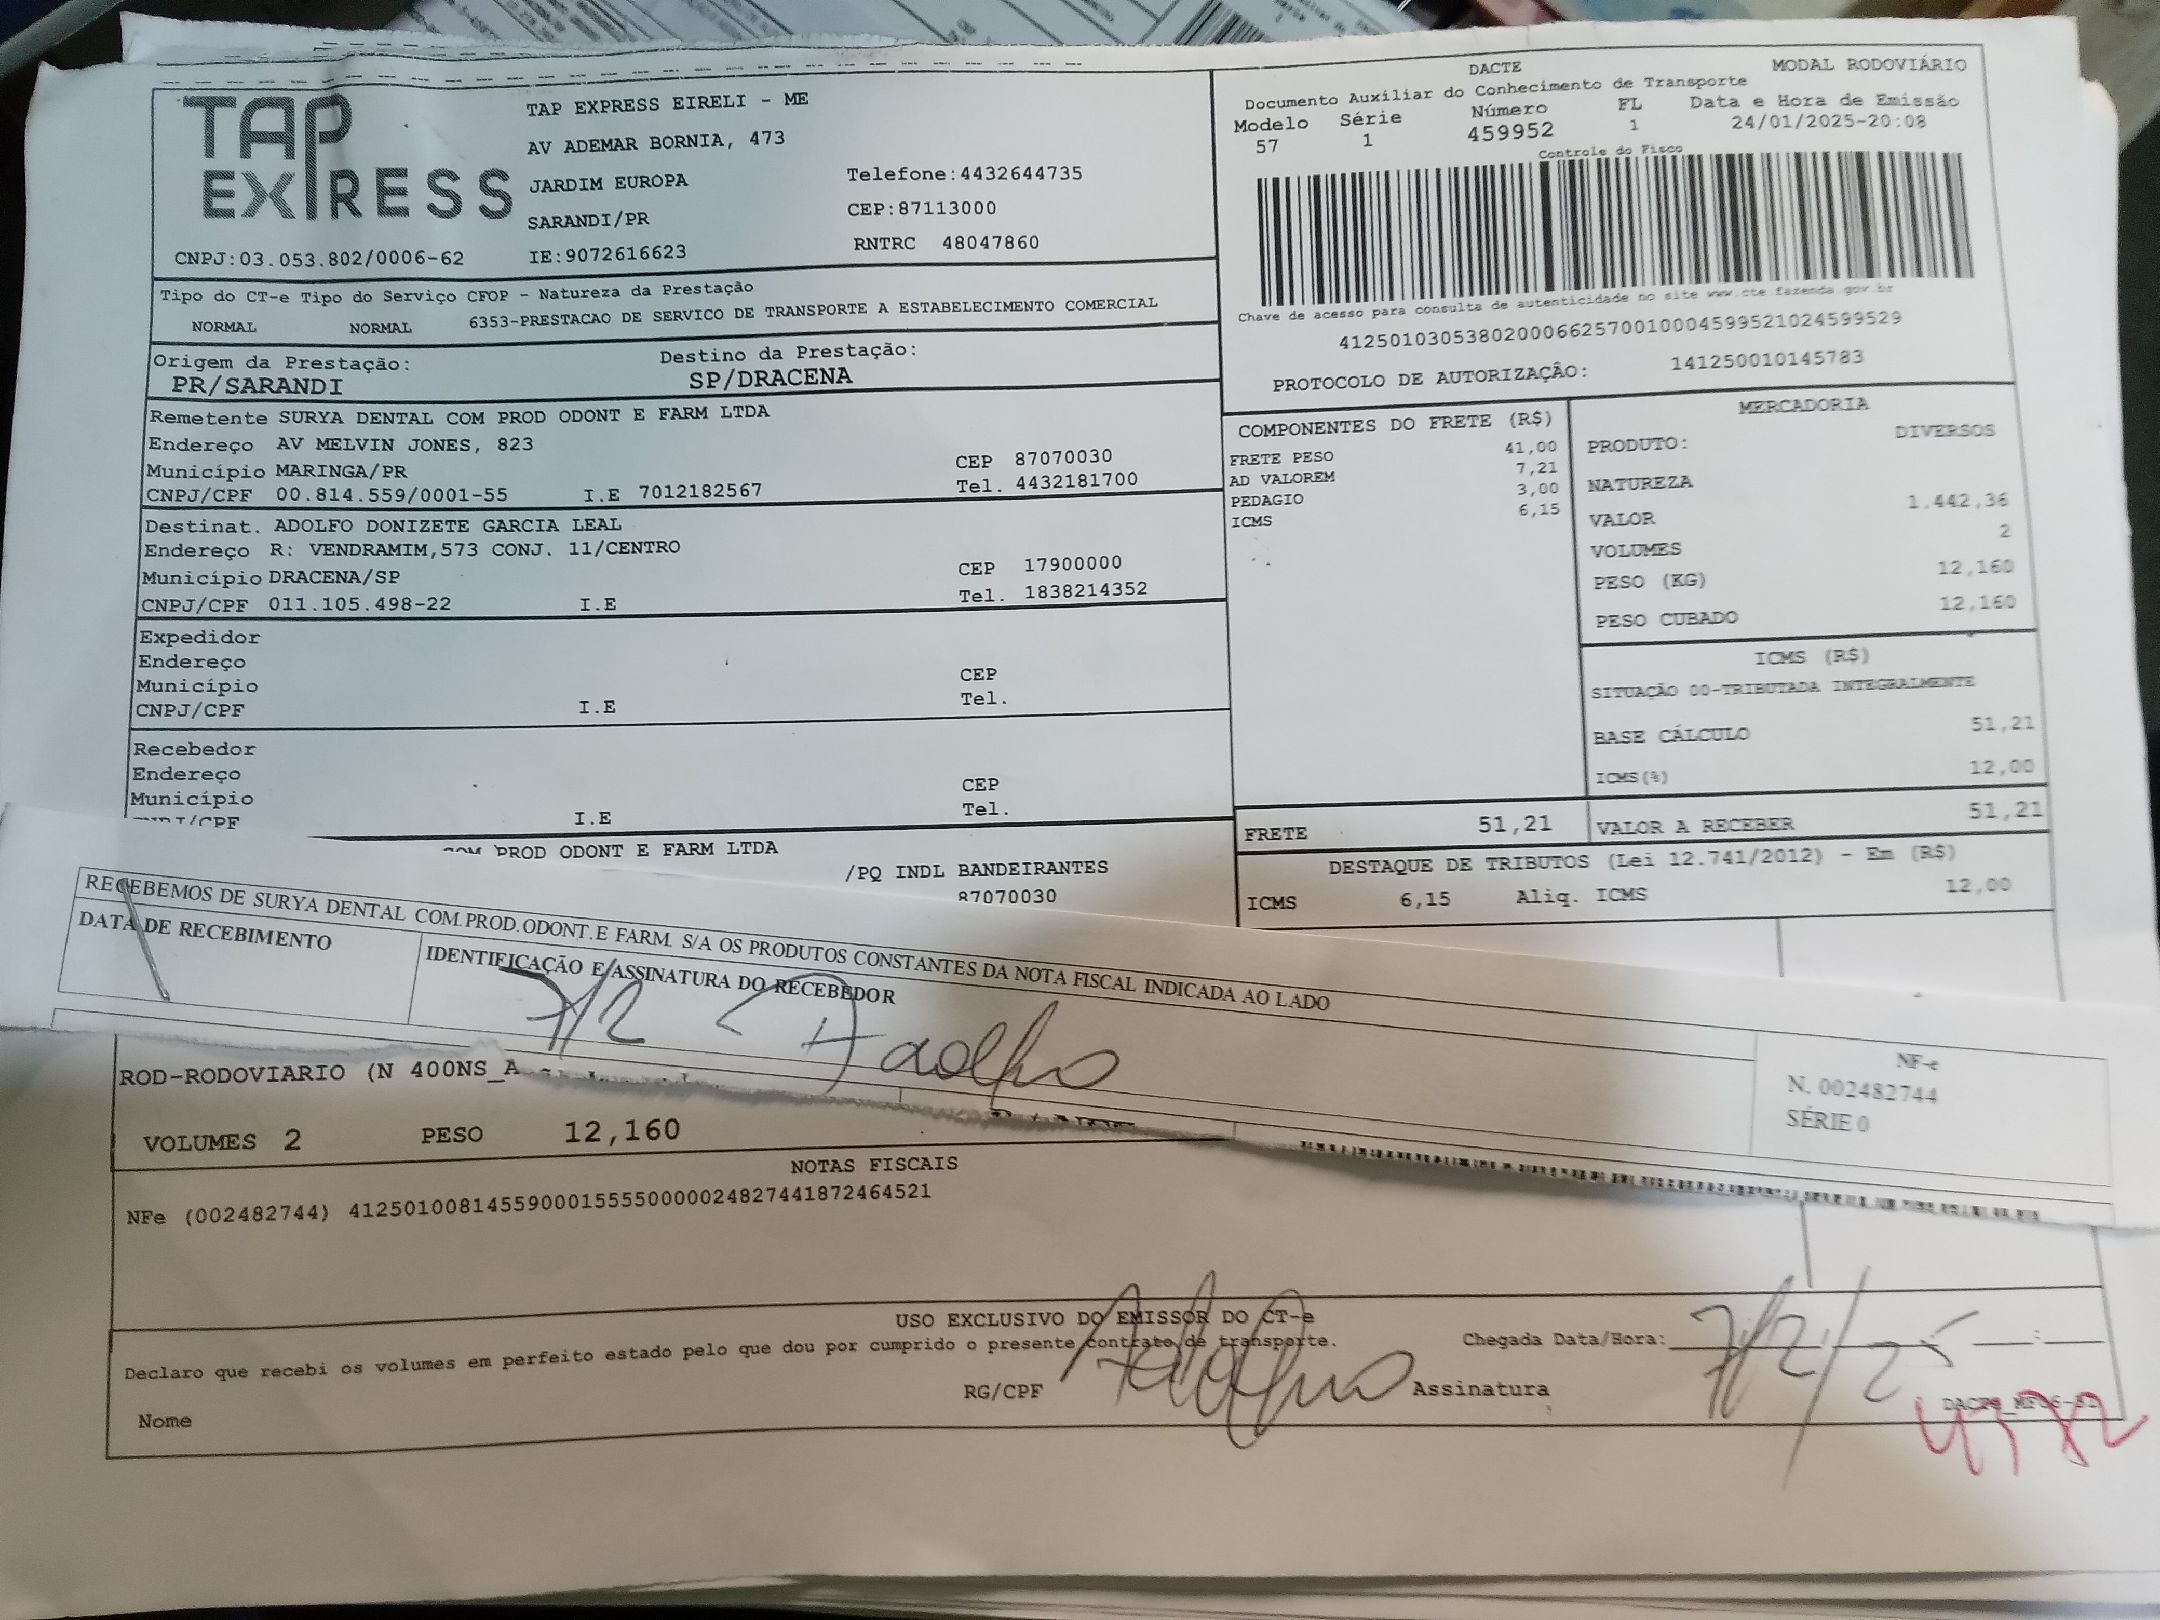 TAP EXPRESS
TAP EXPRESS EIRELI - ME
AV ADEMAR BORNIA, 473
JARDIM EUROPA Telefone:4432644735
SARANDI/PR CEP:87113000
CNPJ:03.053.802/0006-62 IE:9072616623 RNTRC 48047860
DACTE MODAL RODOVIÁRIO
Documento Auxiliar do Conhecimento de Transporte
Modelo Série Número FL Data e Hora de Emissão
57 1 459952 1 24/01/2025-20:08
Controle do Fisco
Chave de acesso para consulta de autenticidade no site www.cte.fazenda.gov.br
41250103053802000662570010004599521024599529
PROTOCOLO DE AUTORIZAÇÃO: 141250010145783
Tipo do CT-e Tipo do Serviço CFOP - Natureza da Prestação
NORMAL NORMAL 6353-PRESTACAO DE SERVICO DE TRANSPORTE A ESTABELECIMENTO COMERCIAL
Origem da Prestação: Destino da Prestação:
PR/SARANDI SP/DRACENA
Remetente SURYA DENTAL COM PROD ODONT E FARM LTDA
Endereço AV MELVIN JONES, 823
Município MARINGA/PR CEP 87070030
CNPJ/CPF 00.814.559/0001-55 I.E 7012182567 Tel. 4432181700
Destinat. ADOLFO DONIZETE GARCIA LEAL
Endereço R: VENDRAMIM,573 CONJ. 11/CENTRO
Município DRACENA/SP CEP 17900000
CNPJ/CPF 011.105.498-22 I.E Tel. 1838214352
Expedidor
Endereço
Município CEP
CNPJ/CPF I.E Tel.
Recebedor
Endereço
Município CEP
I.E Tel.
COMPONENTES DO FRETE (R$)
FRETE PESO 41,00
AD VALOREM 7,21
PEDAGIO 3,00
ICMS 6,15
MERCADORIA
PRODUTO: DIVERSOS
NATUREZA
VALOR 1.442,36
VOLUMES 2
PESO (KG) 12,160
PESO CUBADO 12,160
ICMS (R$)
SITUAÇÃO 00-TRIBUTADA INTEGRALMENTE
BASE CÁLCULO 51,21
ICMS(%) 12,00
FRETE 51,21 VALOR A RECEBER 51,21
DESTAQUE DE TRIBUTOS (Lei 12.741/2012) - Em (R$)
ICMS 6,15 Aliq. ICMS 12,00
COM PROD ODONT E FARM LTDA
/PQ INDL BANDEIRANTES
87070030
RECEBEMOS DE SURYA DENTAL COM.PROD.ODONT.E FARM. S/A OS PRODUTOS CONSTANTES DA NOTA FISCAL INDICADA AO LADO
DATA DE RECEBIMENTO IDENTIFICAÇÃO E ASSINATURA DO RECEBEDOR
7/2
NF-e
N. 002482744
SÉRIE 0
ROD-RODOVIARIO (N 400NS_A
VOLUMES 2 PESO 12,160
NOTAS FISCAIS
NFe (002482744) 41250100814559000155550000024827441872464521
USO EXCLUSIVO DO EMISSOR DO CT-e
Declaro que recebi os volumes em perfeito estado pelo que dou por cumprido o presente contrato de transporte. Chegada Data/Hora: 7/2/25 :
Nome RG/CPF Adolfo Assinatura